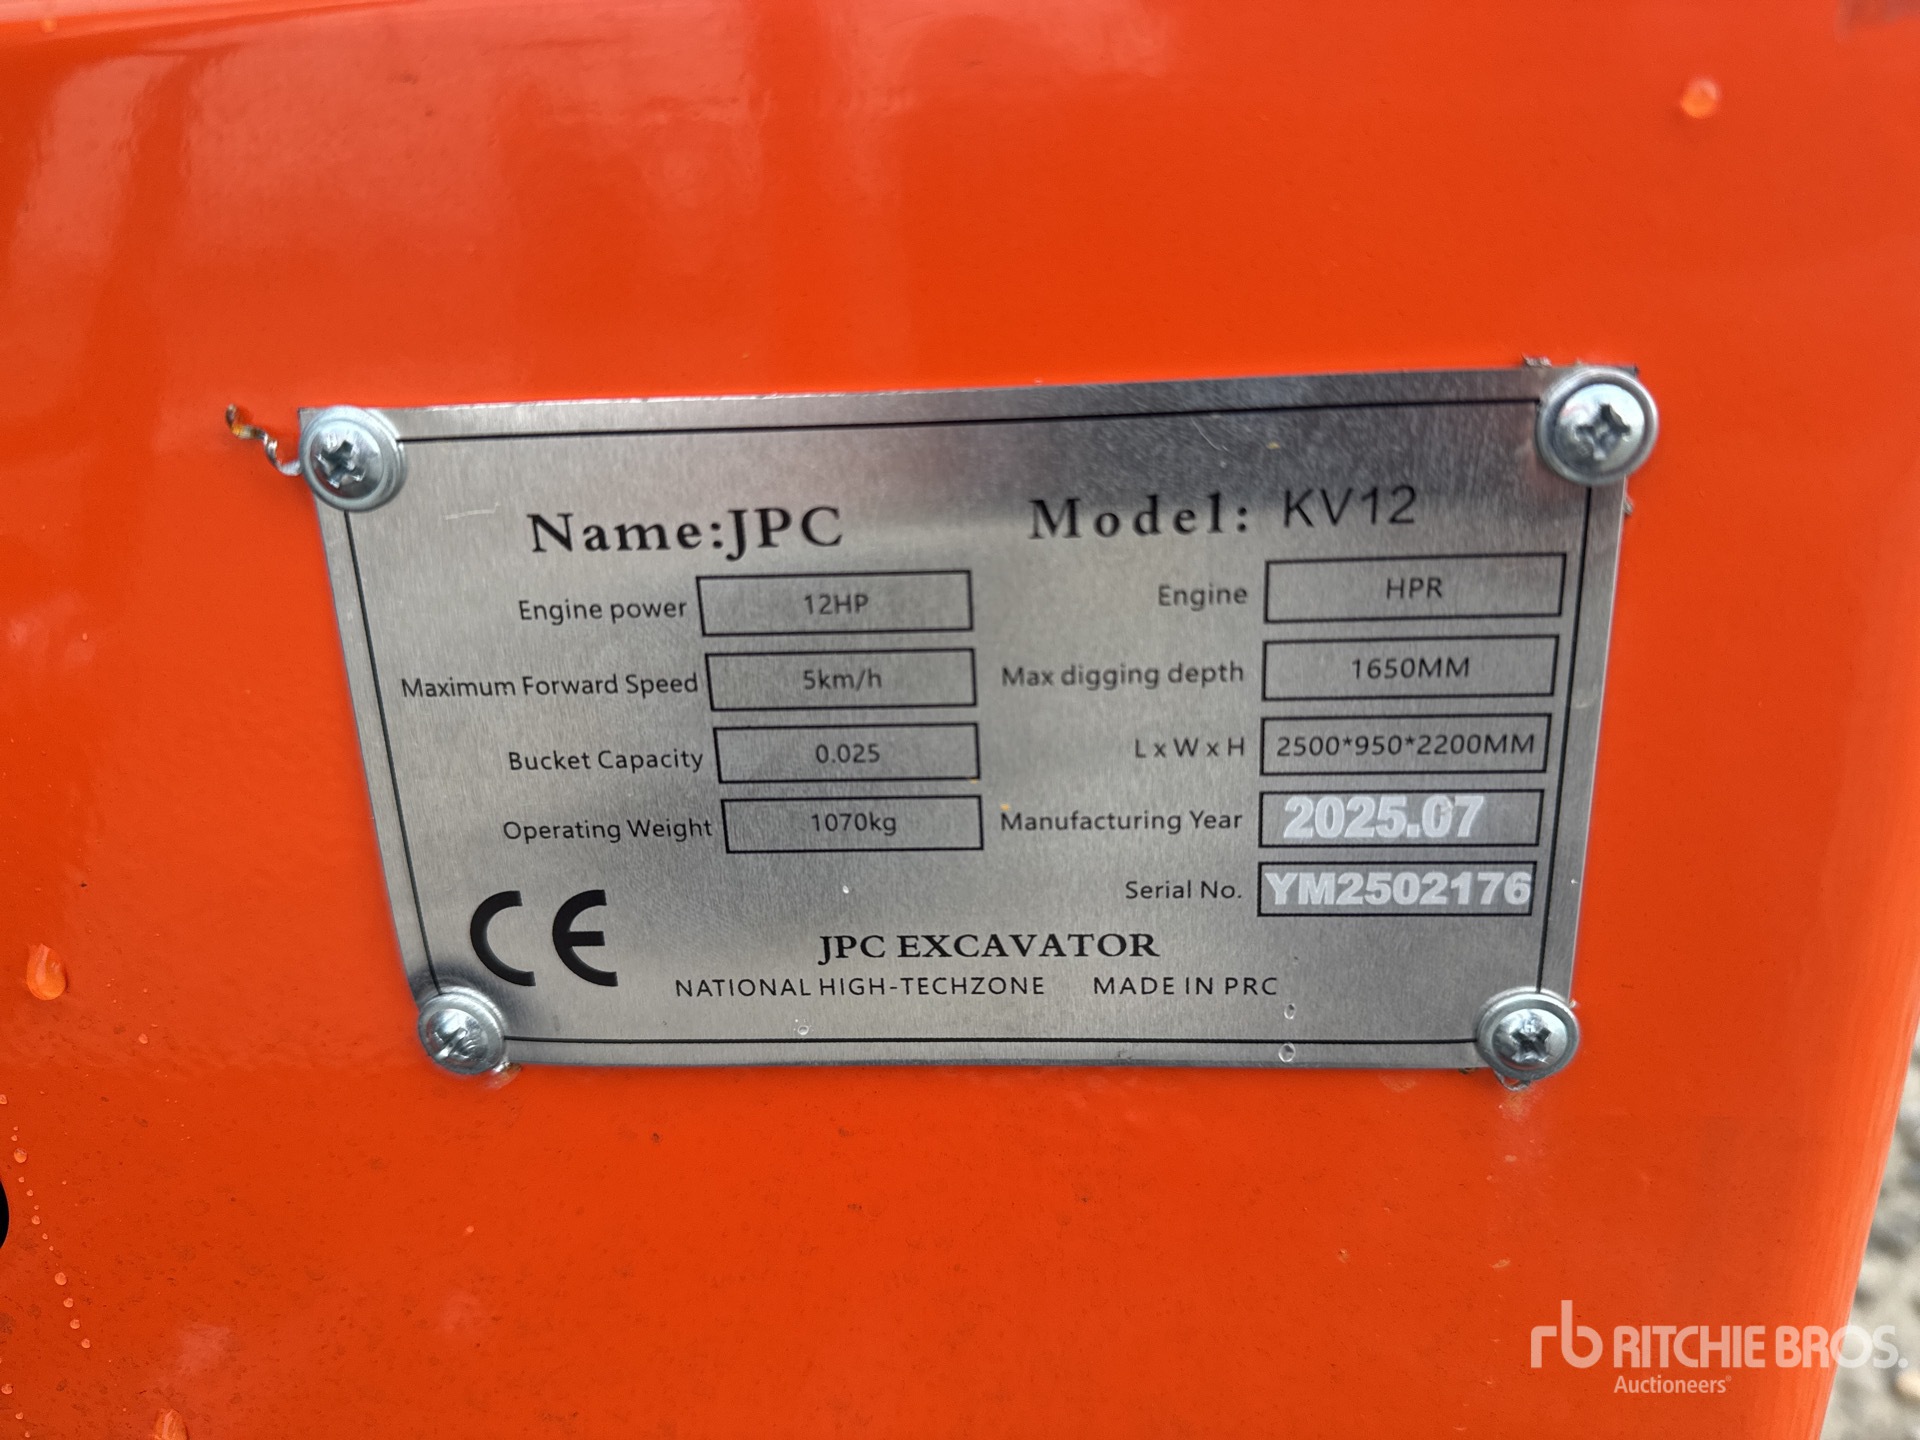 Name:JPC Model: KV12
Engine power 12HP Engine HPR
Maximum Forward Speed 5km/h Max digging depth 1650MM
Bucket Capacity 0.025 L x W x H 2500*950*2200MM
Operating Weight 1070kg Manufacturing Year 2025.07
Serial No. YM2502176
CE
JPC EXCAVATOR
NATIONAL HIGH-TECHZONE MADE IN PRC
rb RITCHIE BROS.
Auctioneers®